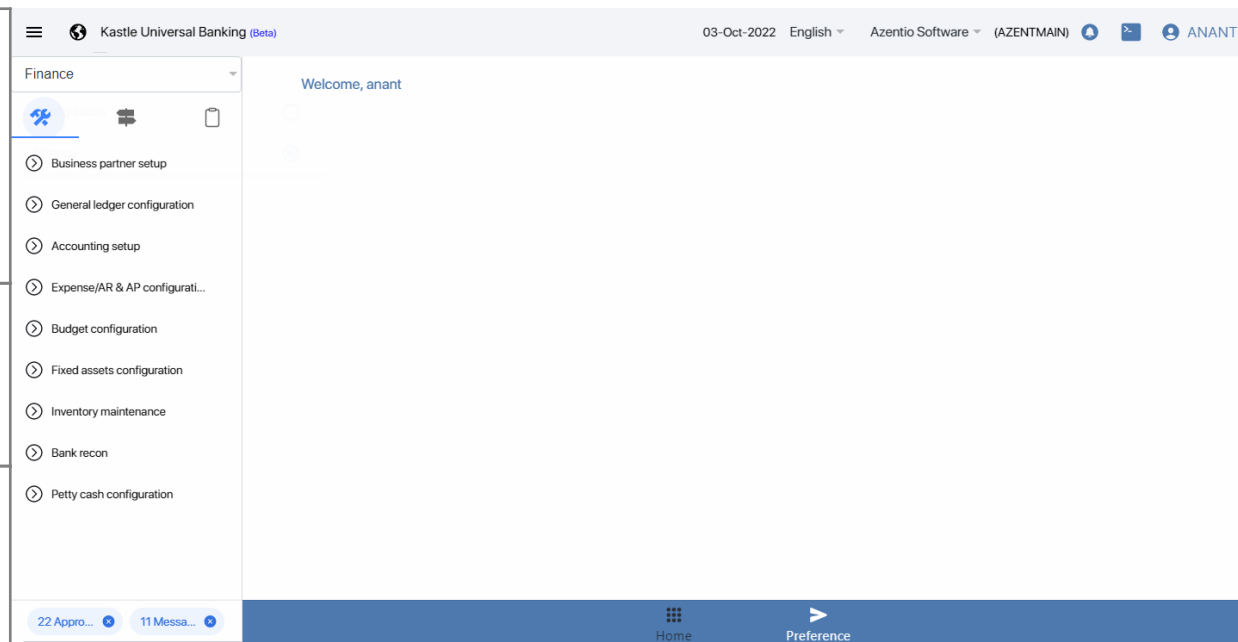 Kastle Universal Banking (Beta)
03-Oct-2022 English Azentio Software (AZENTMAIN) ANANT
Finance
Welcome, anant
Business partner setup
General ledger configuration
Accounting setup
Expense/AR & AP configurati...
Budget configuration
Fixed assets configuration
Inventory maintenance
Bank recon
Petty cash configuration
22 Appro... 11 Messa...
Home Preference